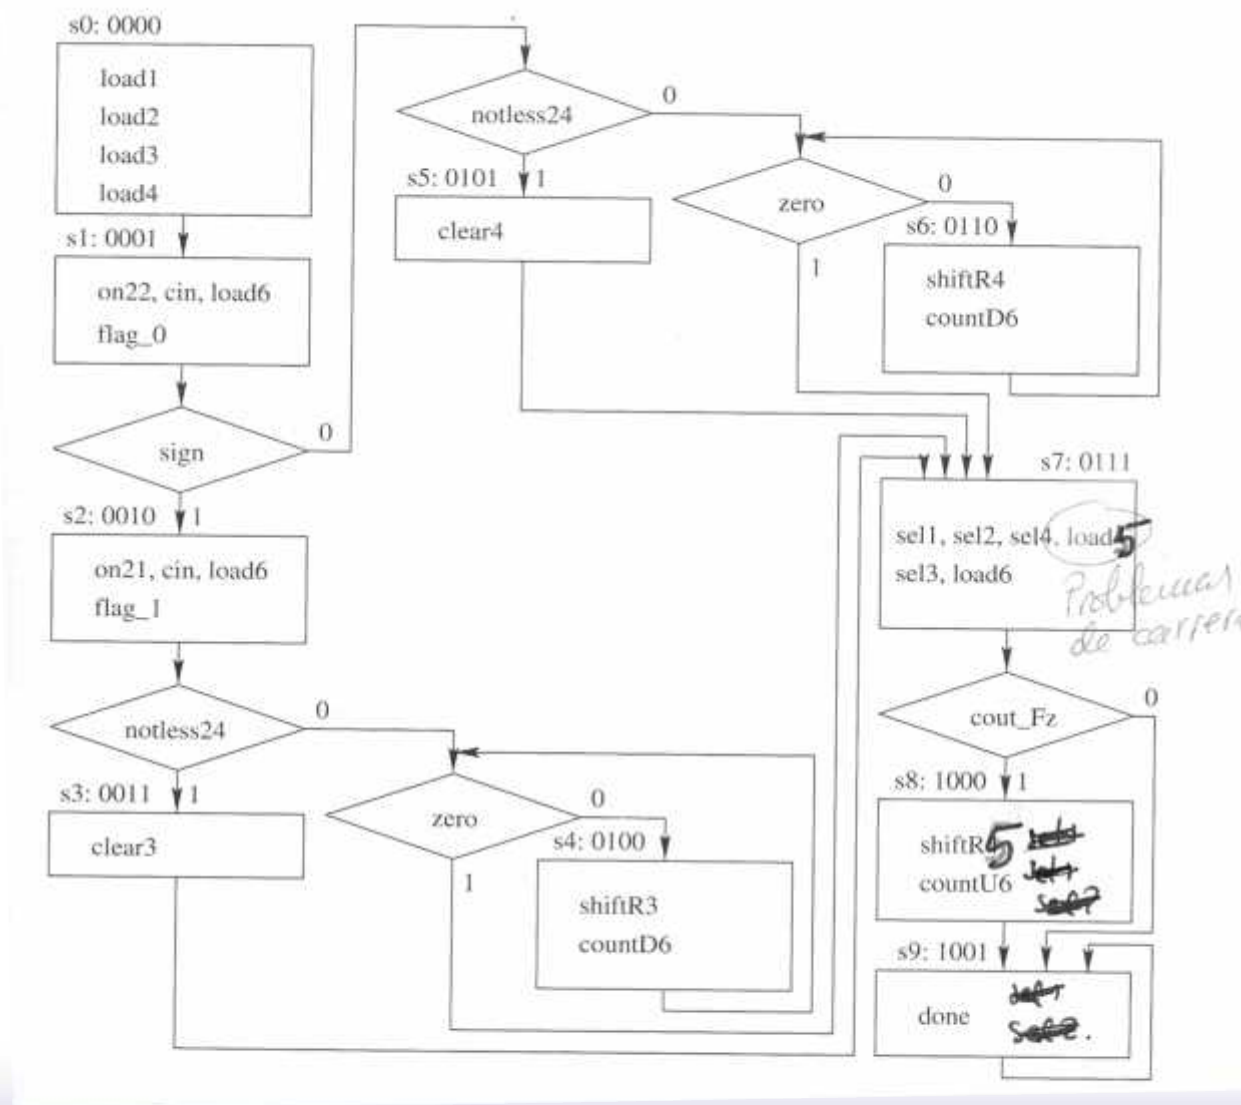 s0: 0000
load1
load2
load3
load4
s1: 0001
on22, cin, load6
flag_0
sign
0
1
s2: 0010
on21, cin, load6
flag_1
notless24
0
1
s3: 0011
clear3
zero
0
1
s4: 0100
shiftR3
countD6
notless24
0
1
s5: 0101
clear4
zero
0
1
s6: 0110
shiftR4
countD6
s7: 0111
sel1, sel2, sel4, load5
sel3, load6
Problemas
de
cout_Fz
0
1
s8: 1000
shiftR5
countU6
s9: 1001
done